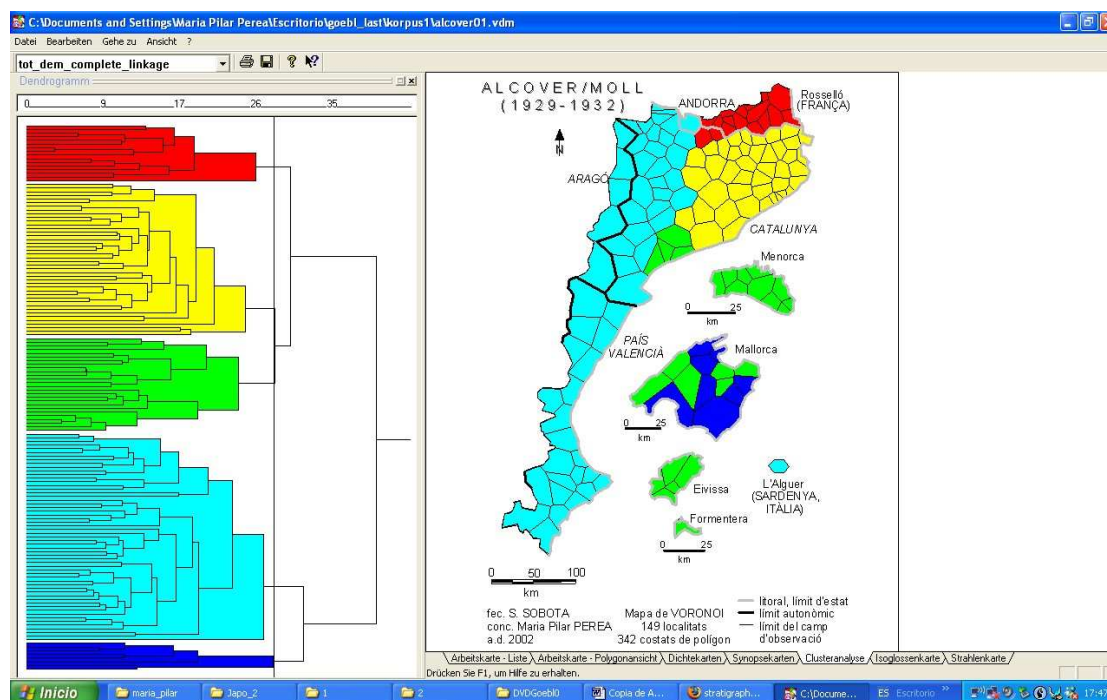 C:\Documents and Settings\Maria Pilar Perea\Escritorio\goebl_last\korpus1\alcover01.vdm
Datei Bearbeiten Gehe zu Ansicht ?
tot_dem_complete_linkage
Dendrogramm
0 9 17 26 35
ALCOVER/MOLL
(1929-1932)
N
ANDORRA
Rosselló
(FRANÇA)
ARAGÓ
CATALUNYA
Menorca
0 25
km
PAÍS
VALENCIÀ
Mallorca
0 25
km
Eivissa
L'Alguer
(SARDENYA,
ITÀLIA)
Formentera
0 25
km
0 50 100
km
fec. S. SOBOTA
conc. Maria Pilar PEREA
a.d. 2002
Mapa de VORONOI
149 localitats
342 costats de polígon
litoral, límit d'estat
límit autonòmic
límit del camp
d'observació
Arbeitskarte - Liste Arbeitskarte - Polygonansicht Dichtekarten Synopsekarten Clusteranalyse Isoglossenkarte Strahlenkarte
Drücken Sie F1, um Hilfe zu erhalten.
Inicio maria_pilar Japo_2 1 2 DVDGoebl0 Copia de A... stratigraph... C:\Docume... ES Escritorio